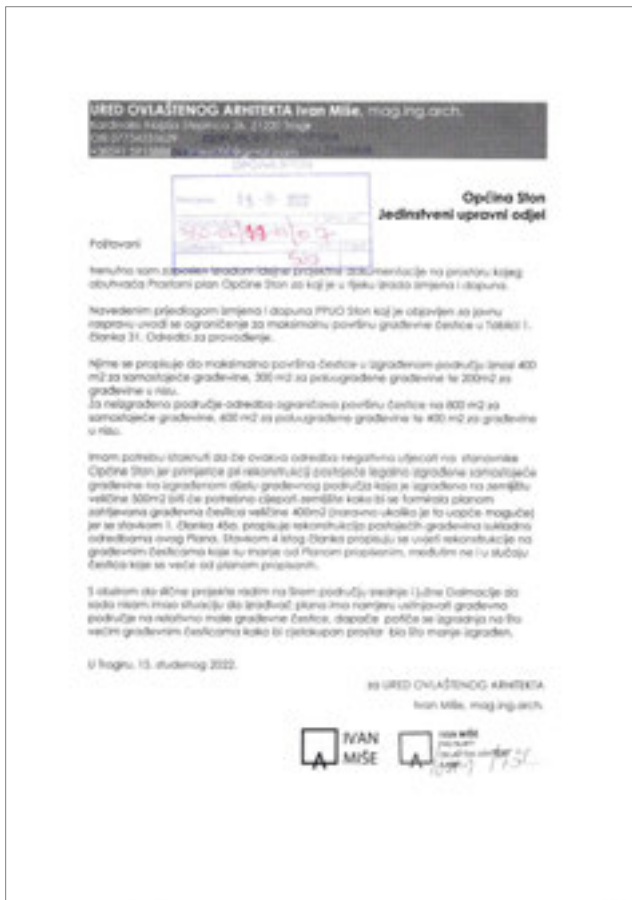 URED OVLAŠTENOG ARHITEKTA Ivan Miše, mag.ing.arch.
21220 Trogir
OPĆINA STON
Općina Ston
Jedinstveni upravni odjel
Poštovani
trenutno sam zaposlen izradom idejne projektne dokumentacije na prostoru kojeg
obuhvaća Prostorni plan Općine Ston za koji je u tijeku izrada izmjena i dopuna.
Navedenim prijedlogom izmjena i dopuna PPUO Ston koji je objavljen za javnu
raspravu uvodi se ograničenje za maksimalnu površinu građevne čestice u Tablici 1.
članka 31. Odredbi za provođenje.
Njime se propisuje da maksimalna površina čestice u izgrađenom području iznosi 400
m2 za samostojeće građevine, 300 m2 za poluugrađene građevine te 200m2 za
građevine u nizu.
Za neizgrađeno područje odredba ograničava površinu čestice na 800 m2 za
samostojeće građevine, 600 m2 za poluugrađene građevine te 400 m2 za građevine
u nizu.
Imam potrebu istaknuti da će ovakva odredba negativno utjecati na stanovnike
Općine Ston jer primjerice pri rekonstrukciji postojeće legalno izgrađene samostojeće
građevine na izgrađenom dijelu građevnog područja koja je izgrađena na zemljištu
veličine 500m2 biti će potrebno cijepati zemljište kako bi se formirala planom
zahtjevana građevna čestica veličine 400m2 (naravno ukoliko je to uopće moguće)
jer se stavkom 1. članka 45a. propisuje rekonstrukcija postojećih građevina sukladno
odredbama ovog Plana. Stavkom 4 istog članka propisuju se uvjeti rekonstrukcije na
građevnim česticama koje su manje od Planom propisanih, međutim ne i u slučaju
čestica koje se veće od planom propisanih.
S obzirom da slične projekte radim na širem području srednje i južne Dalmacije do
sada nisam imao situaciju da izrađivač plana ima namjeru usitnjavati građevna
područje na relativno male građevne čestice, dapače potiče se izgradnja na što
većim građevnim česticama kako bi cjelokupan prostor bio što manje izgrađen.
U Trogiru, 15. studenog 2022.
za URED OVLAŠTENOG ARHITEKTA
Ivan Miše, mag.ing.arch.
IVAN
MIŠE
A
IVAN MIŠE
A